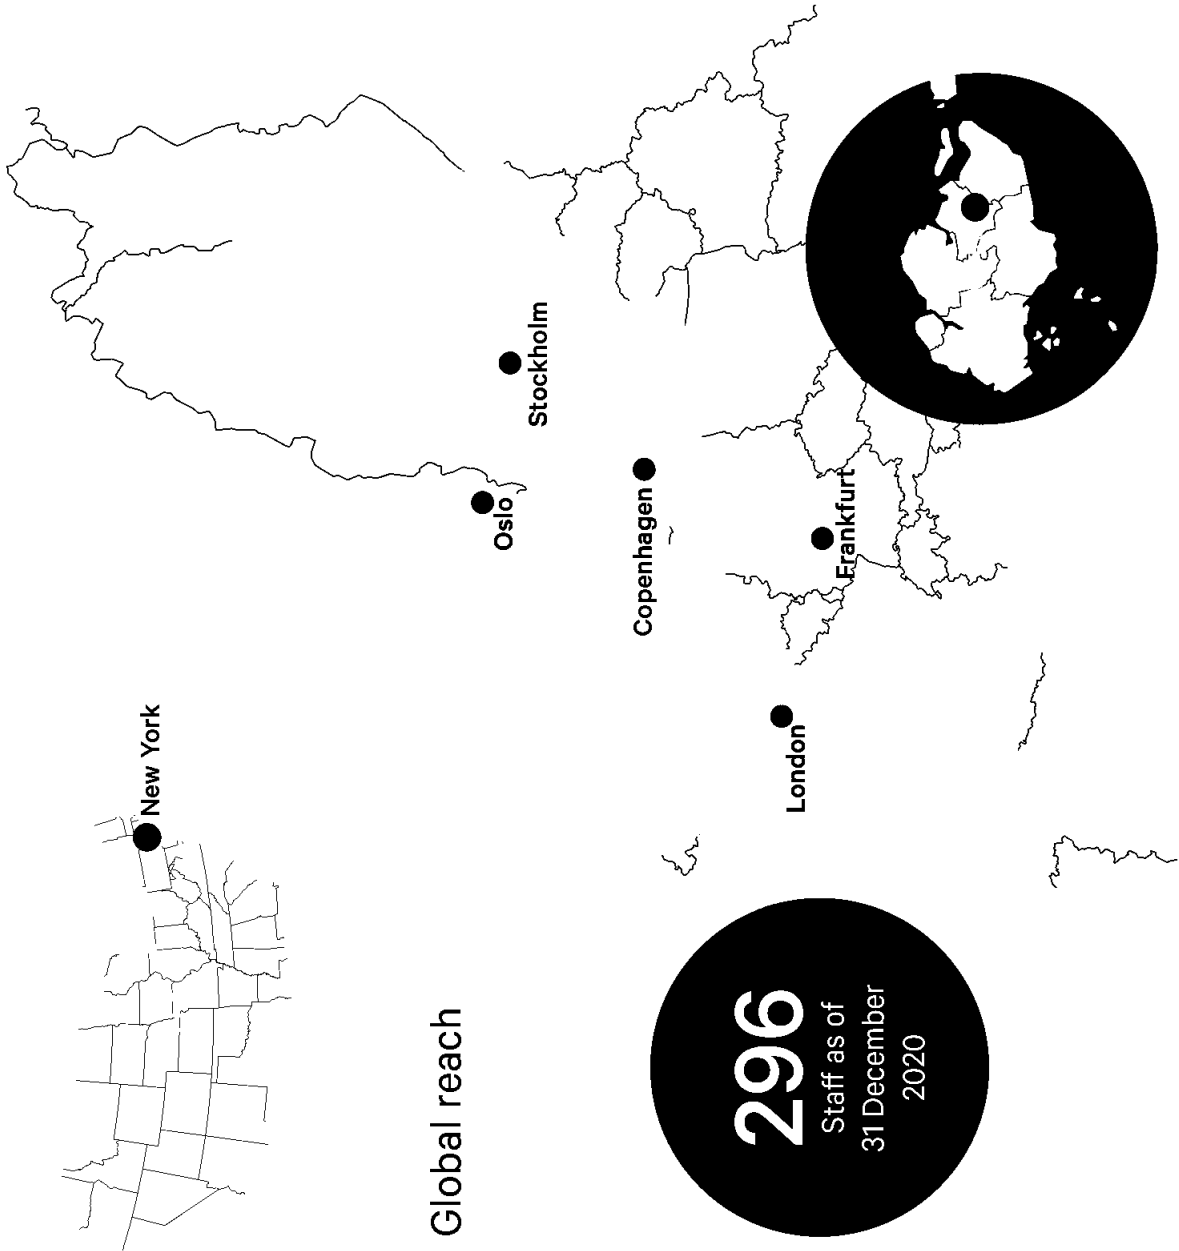 Global reach
296
Staff as of
31 December
2020
New York
London
Oslo
Copenhagen
Frankfurt
Stockholm